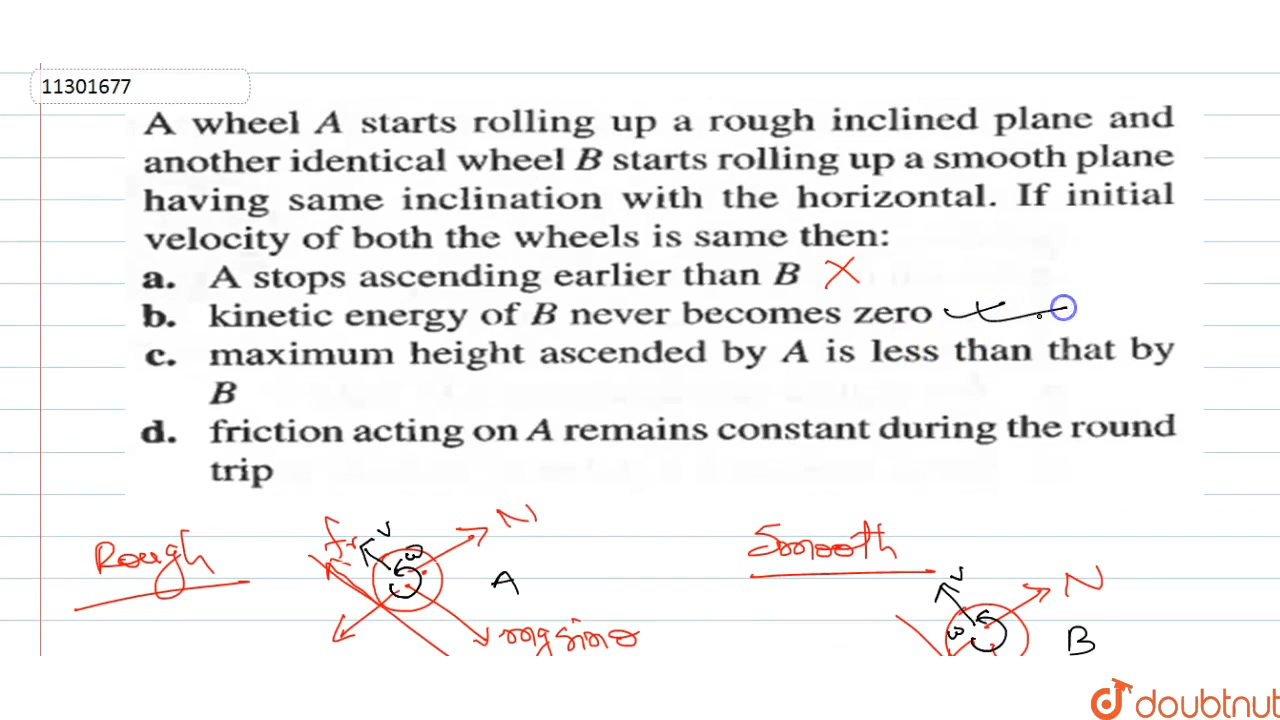 11301677
A wheel A starts rolling up a rough inclined plane and
another identical wheel B starts rolling up a smooth plane
having same inclination with the horizontal. If initial
velocity of both the wheels is same then:
a. A stops ascending earlier than B
b. kinetic energy of B never becomes zero
c. maximum height ascended by A is less than that by
B
d. friction acting on A remains constant during the round
trip
Rough
fr
v
N
ω
A
mg sinθ
Smooth
v
N
ω
B
doubtnut